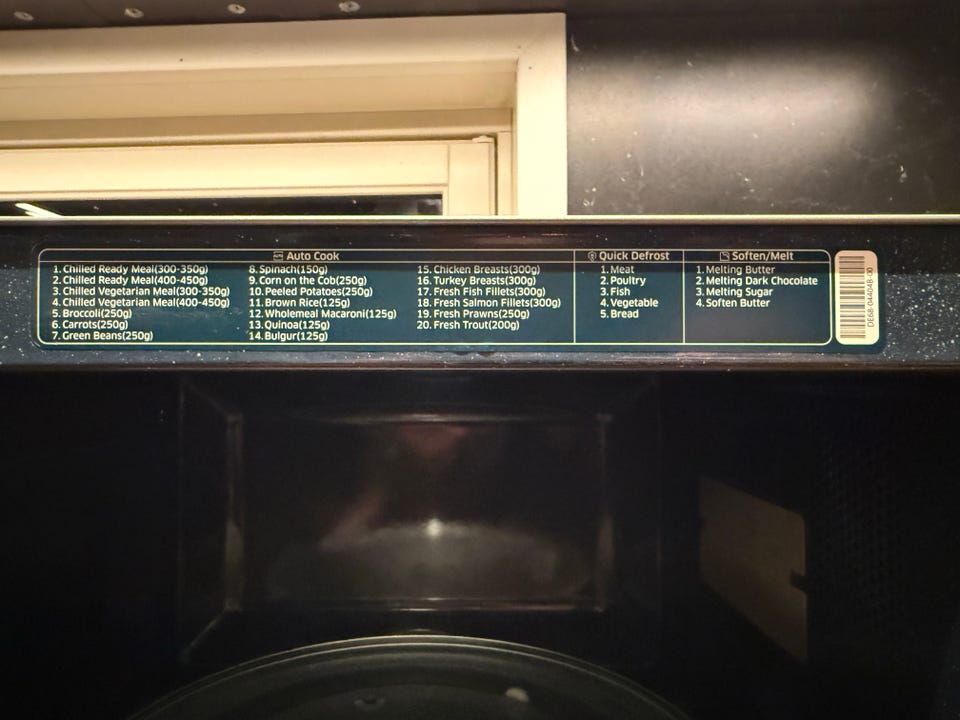 Auto Cook
1. Chilled Ready Meal(300-350g)
2. Chilled Ready Meal(400-450g)
3. Chilled Vegetarian Meal(300-350g)
4. Chilled Vegetarian Meal(400-450g)
5. Broccoli(250g)
6. Carrots(250g)
7. Green Beans(250g)
8. Spinach(150g)
9. Corn on the Cob(250g)
10. Peeled Potatoes(250g)
11. Brown Rice(125g)
12. Wholemeal Macaroni(125g)
13. Quinoa(125g)
14. Bulgur(125g)
15. Chicken Breasts(300g)
16. Turkey Breasts(300g)
17. Fresh Fish Fillets(300g)
18. Fresh Salmon Fillets(300g)
19. Fresh Prawns(250g)
20. Fresh Trout(200g)
Quick Defrost
1. Meat
2. Poultry
3. Fish
4. Vegetable
5. Bread
Soften/Melt
1. Melting Butter
2. Melting Dark Chocolate
3. Melting Sugar
4. Soften Butter